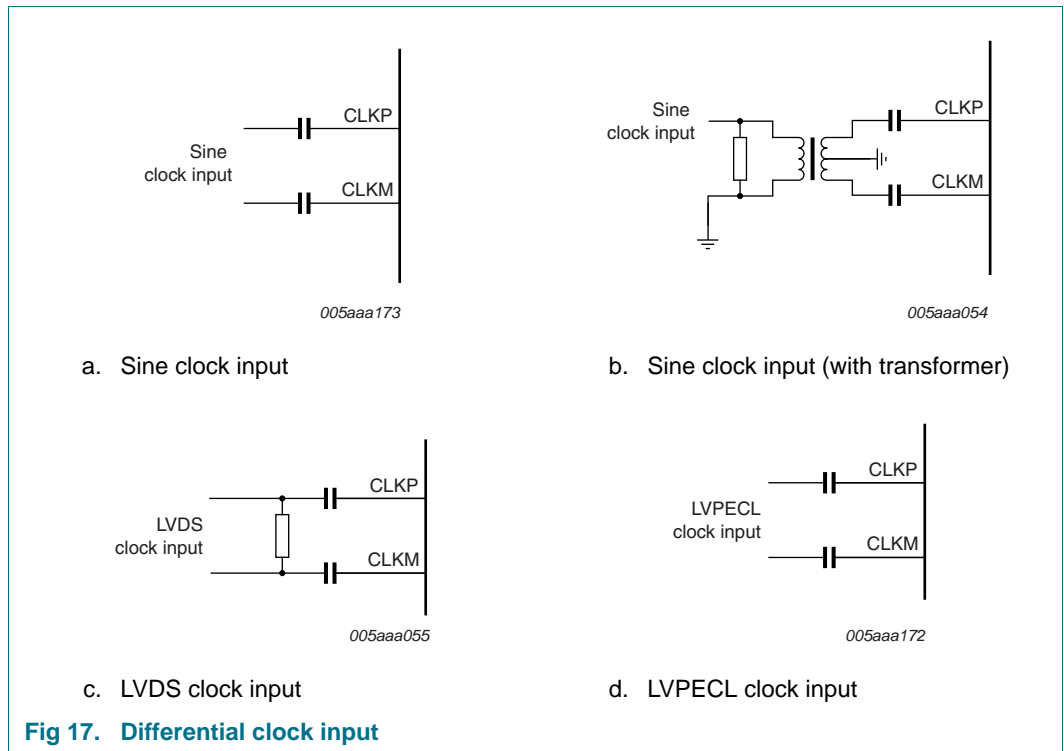 CLKP
Sine
clock input
CLKM
005aaa173
a. Sine clock input
Sine
clock input
CLKP
CLKM
005aaa054
b. Sine clock input (with transformer)
LVDS
clock input
CLKP
CLKM
005aaa055
c. LVDS clock input
LVPECL
clock input
CLKP
CLKM
005aaa172
d. LVPECL clock input
Fig 17. Differential clock input